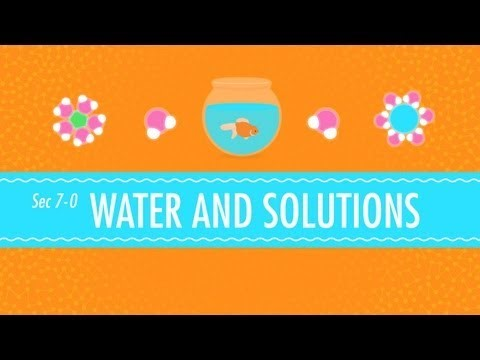 Sec 7-0 WATER AND SOLUTIONS